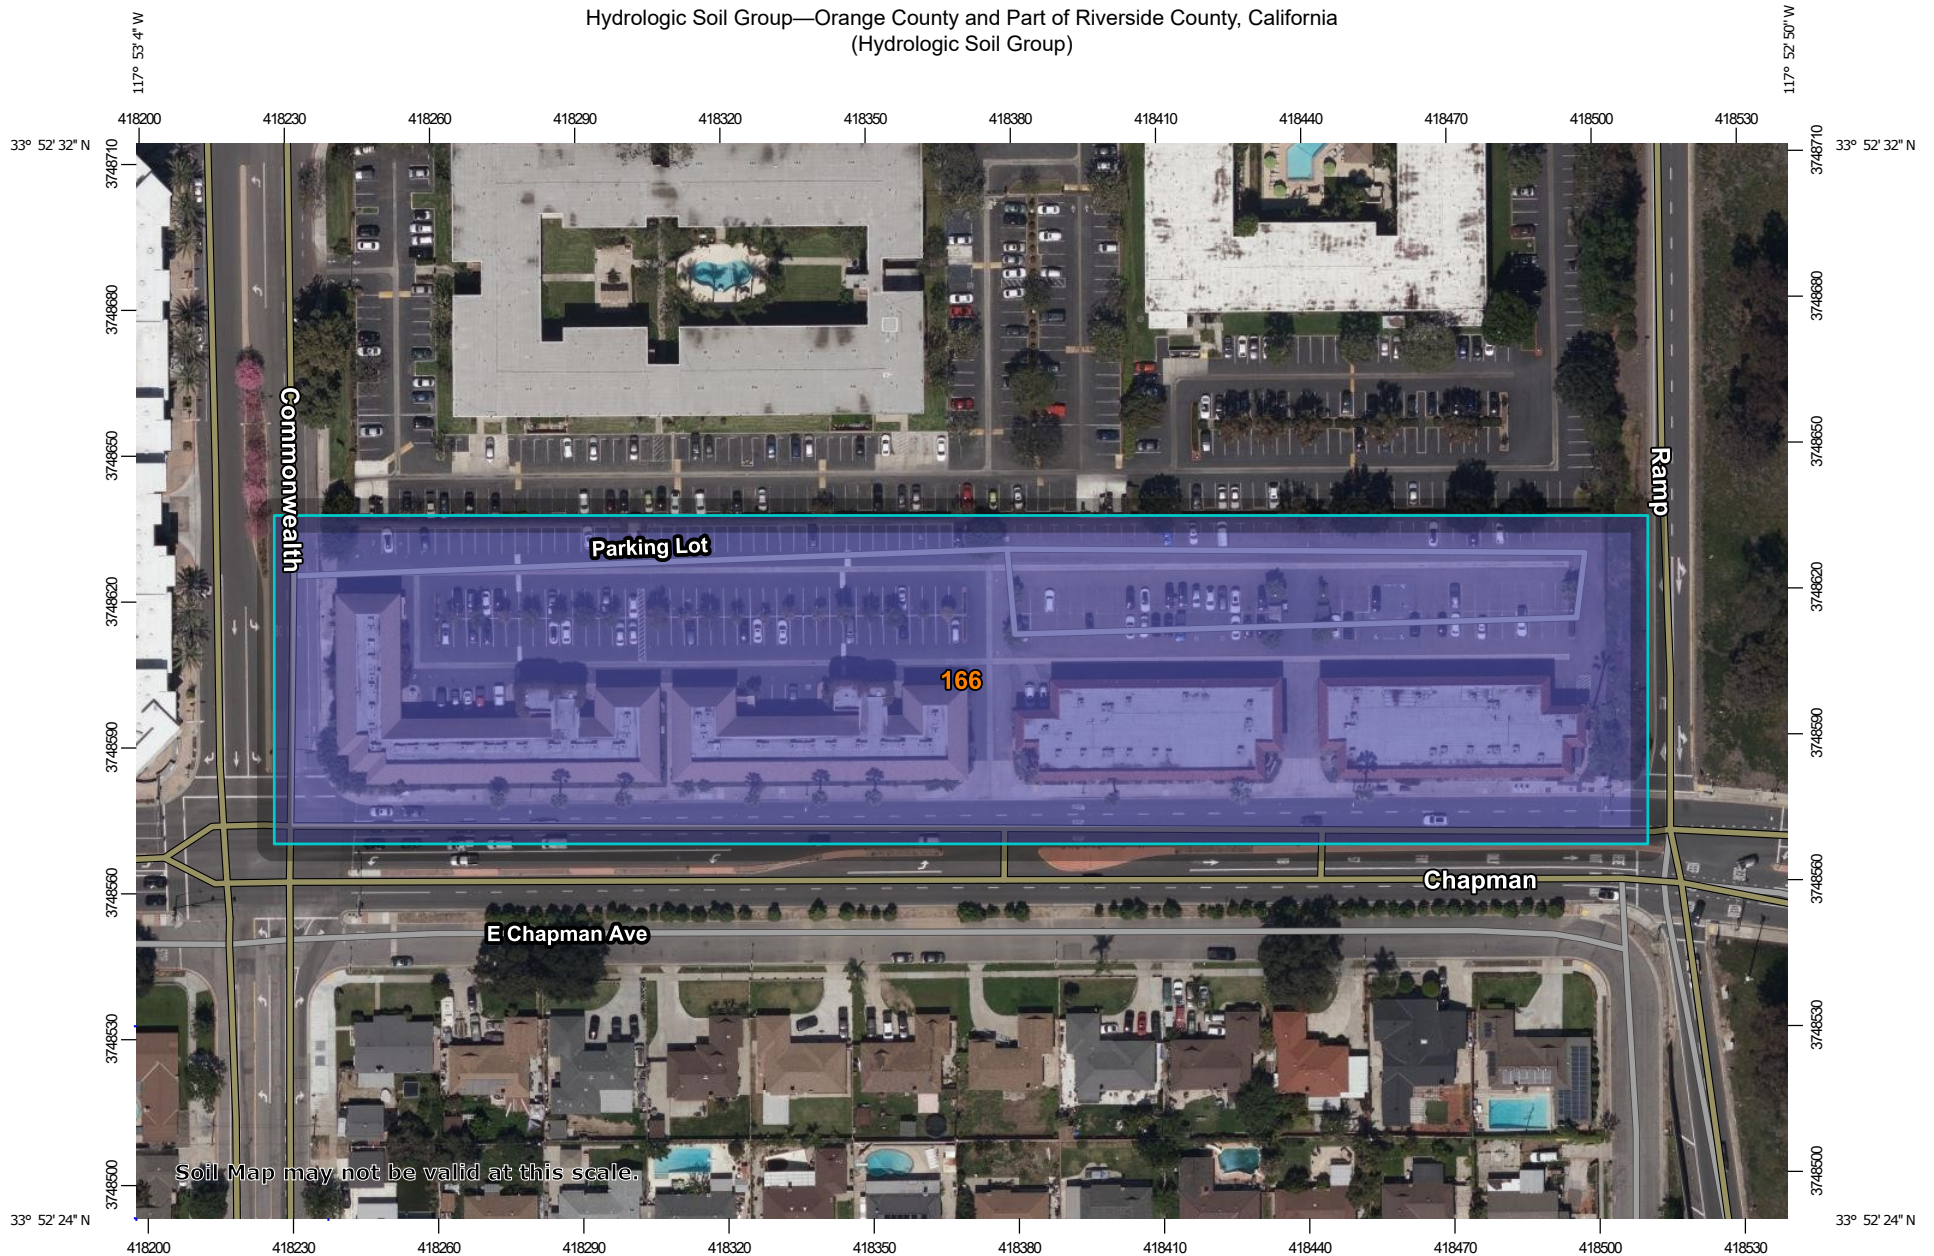 Hydrologic Soil Group—Orange County and Part of Riverside County, California
(Hydrologic Soil Group)
117° 53' 4" W
117° 52' 50" W
418200 418230 418260 418290 418320 418350 418380 418410 418440 418470 418500 418530
33° 52' 32" N
33° 52' 32" N
3748710
3748710
3748680
3748680
Commonwealth
3748650
3748650
Ramp
Parking Lot
3748620
3748620
166
3748590
3748590
3748560
3748560
Chapman
E Chapman Ave
3748530
3748530
Soil Map may not be valid at this scale.
3748500
3748500
33° 52' 24" N
33° 52' 24" N
418200 418230 418260 418290 418320 418350 418380 418410 418440 418470 418500 418530